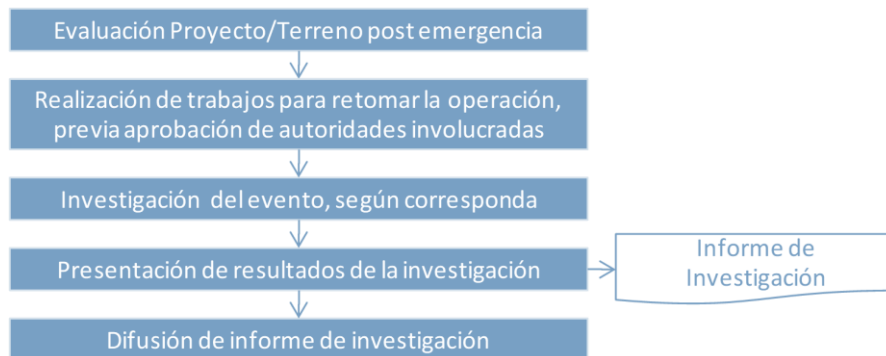 Evaluación Proyecto/Terreno post emergencia
Realización de trabajos para retomar la operación,
previa aprobación de autoridades involucradas
Investigación del evento, según corresponda
Presentación de resultados de la investigación
Informe de
Investigación
Difusión de informe de investigación